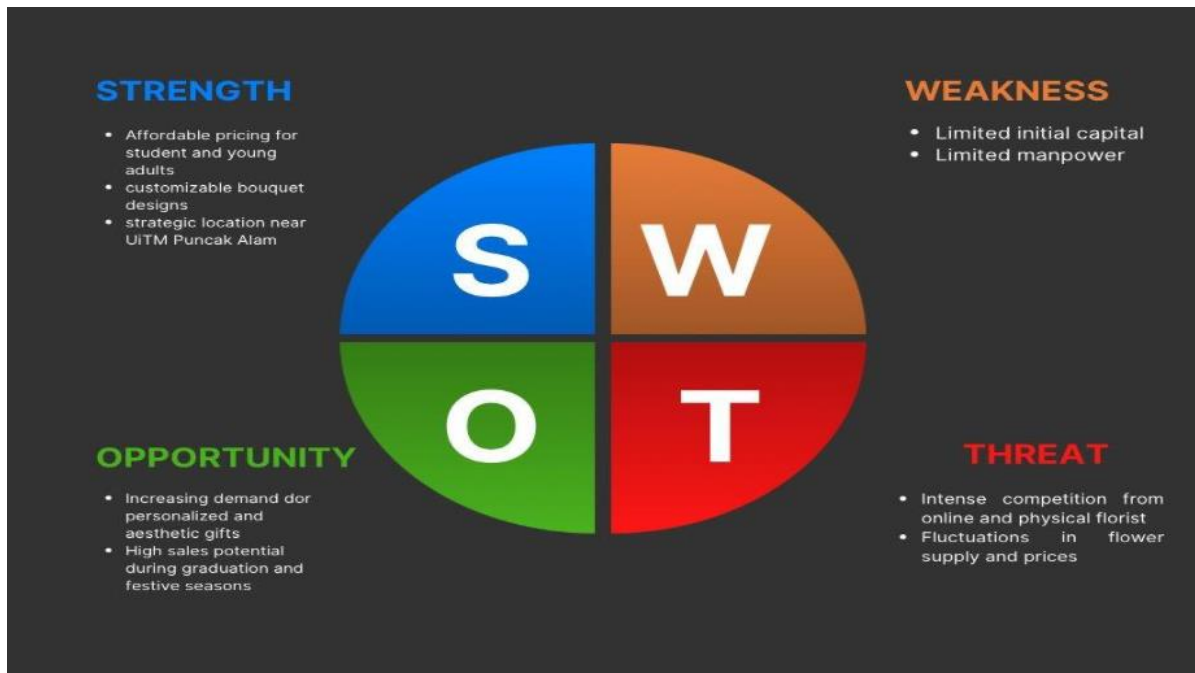 STRENGTH
• Affordable pricing for
student and young
adults
• customizable bouquet
designs
• strategic location near
UiTM Puncak Alam
WEAKNESS
• Limited initial capital
• Limited manpower
S
W
O
T
OPPORTUNITY
• Increasing demand dor
personalized and
aesthetic gifts
• High sales potential
during graduation and
festive seasons
THREAT
• Intense competition from
online and physical florist
• Fluctuations in flower
supply and prices